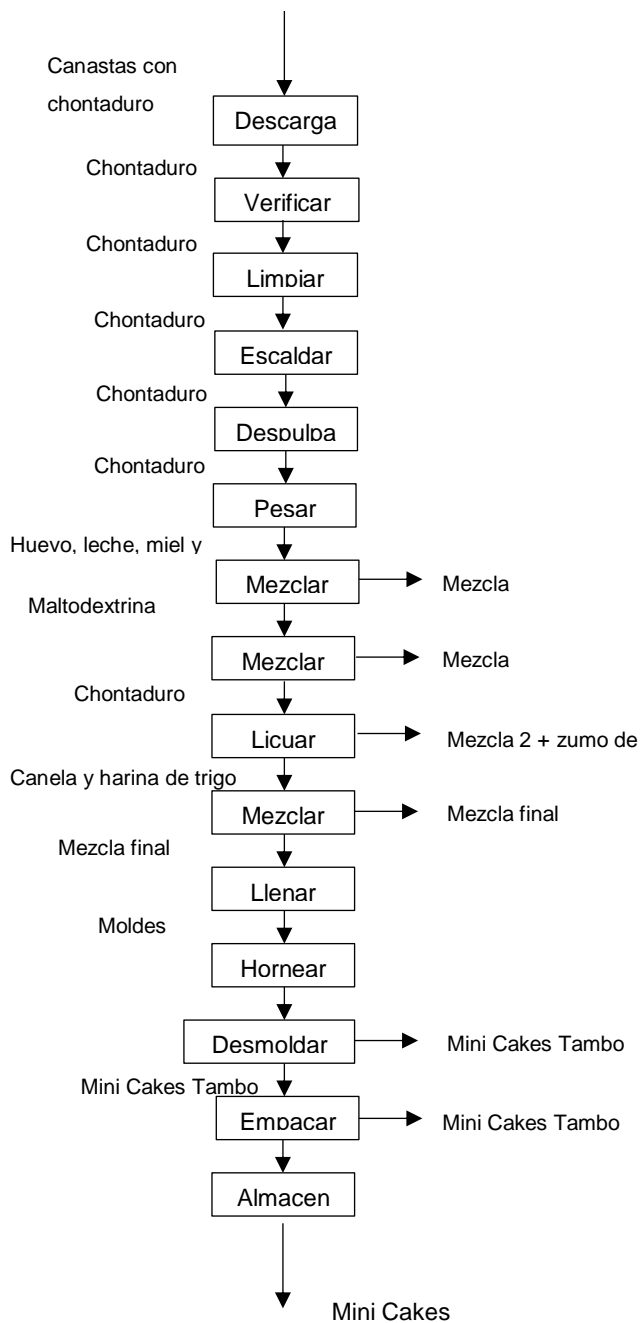 Canastas con
chontaduro
Descarga
Chontaduro
Verificar
Chontaduro
Limpiar
Chontaduro
Escaldar
Chontaduro
Despulpa
Chontaduro
Pesar
Huevo, leche, miel y
Mezclar
Mezcla
Maltodextrina
Mezclar
Mezcla
Chontaduro
Licuar
Mezcla 2 + zumo de
Canela y harina de trigo
Mezclar
Mezcla final
Mezcla final
Llenar
Moldes
Hornear
Desmoldar
Mini Cakes Tambo
Mini Cakes Tambo
Empacar
Mini Cakes Tambo
Almacen
Mini Cakes